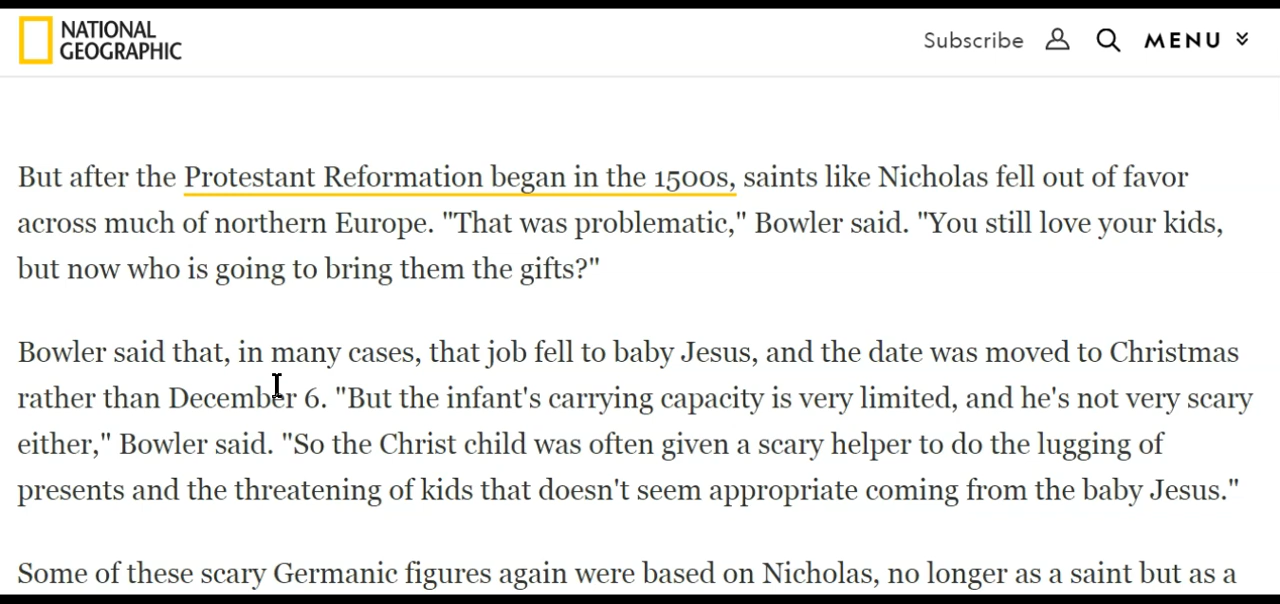 NATIONAL
GEOGRAPHIC
Subscribe
MENU
But after the Protestant Reformation began in the 1500s, saints like Nicholas fell out of favor
across much of northern Europe. "That was problematic," Bowler said. "You still love your kids,
but now who is going to bring them the gifts?"
Bowler said that, in many cases, that job fell to baby Jesus, and the date was moved to Christmas
rather than December 6. "But the infant's carrying capacity is very limited, and he's not very scary
either," Bowler said. "So the Christ child was often given a scary helper to do the lugging of
presents and the threatening of kids that doesn't seem appropriate coming from the baby Jesus."
Some of these scary Germanic figures again were based on Nicholas, no longer as a saint but as a